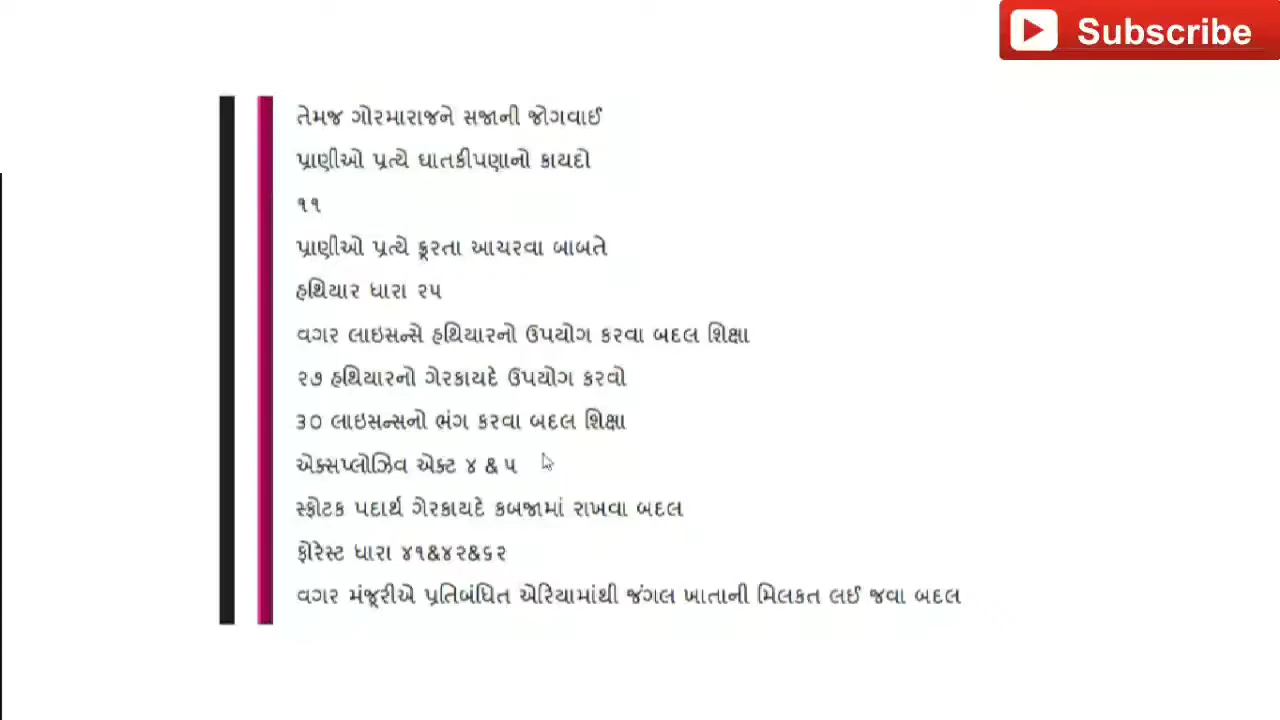 Subscribe
તેમજ ગોરમારાજને સજાની જોગવાઈ
પ્રાણીઓ પ્રત્યે ઘાતકીપણાનો કાયદો
૧૧
પ્રાણીઓ પ્રત્યે ક્રૂરતા આચરવા બાબતે
હથિયાર ધારા ૨૫
વગર લાઇસન્સે હથિયારનો ઉપયોગ કરવા બદલ શિક્ષા
૨૭ હથિયારનો ગેરકાયદે ઉપયોગ કરવો
૩૦ લાઇસન્સનો ભંગ કરવા બદલ શિક્ષા
એક્સપ્લોઝિવ એક્ટ ૪ & ૫
સ્ફોટક પદાર્થ ગેરકાયદે કબજામાં રાખવા બદલ
ફોરેસ્ટ ધારા ૪૧&૪૨&૬૨
વગર મંજૂરીએ પ્રતિબંધિત એરિયામાંથી જંગલ ખાતાની મિલકત લઈ જવા બદલ